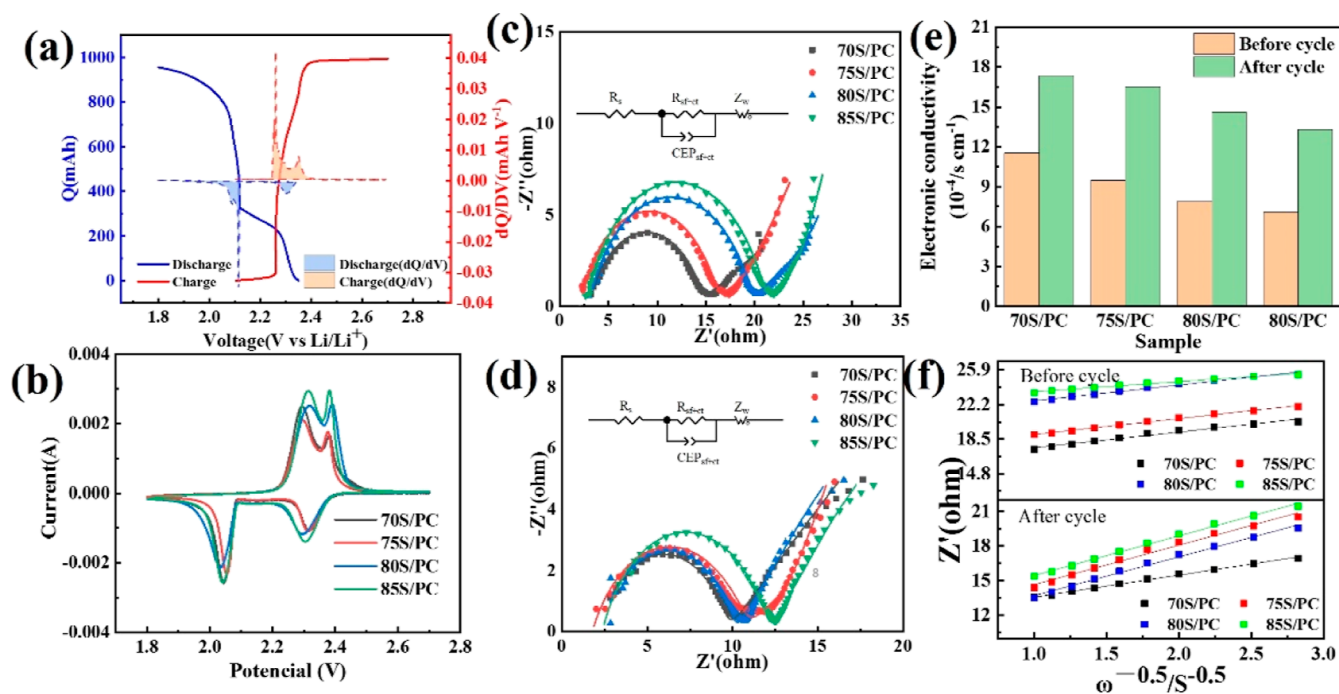 (a)
1000
800
600
400
200
0
Q(mAh)
0.04
0.03
0.02
0.01
0.00
-0.01
-0.02
-0.03
-0.04
dQ/DV(mAh V-1)
Discharge
Charge
Discharge(dQ/dV)
Charge(dQ/dV)
1.8 2.0 2.2 2.4 2.6 2.8
Voltage(V vs Li/Li+)
(b)
0.004
0.002
0.000
-0.002
-0.004
Current(A)
70S/PC
75S/PC
80S/PC
85S/PC
1.8 2.0 2.2 2.4 2.6 2.8
Potencial (V)
(c)
15
10
5
0
-Z''(ohm)
70S/PC
75S/PC
80S/PC
85S/PC
Rs Rsf+ct Zw
CEPsf+ct
0 5 10 15 20 25 30 35
Z'(ohm)
(d)
8
6
4
2
0
-Z''(ohm)
70S/PC
75S/PC
80S/PC
85S/PC
Rs Rsf+ct Zw
CEPsf+ct
8
0 5 10 15 20
Z'(ohm)
(e)
21
18
15
12
9
6
3
0
Electronic conductivity
(10-4/s cm-1)
Before cycle
After cycle
70S/PC 75S/PC 80S/PC 80S/PC
Sample
(f)
Before cycle
25.9
22.2
18.5
14.8
70S/PC 75S/PC
80S/PC 85S/PC
Z'(ohm)
After cycle
21
18
15
12
70S/PC 75S/PC
80S/PC 85S/PC
1.0 1.5 2.0 2.5 3.0
ω—0.5/S-0.5